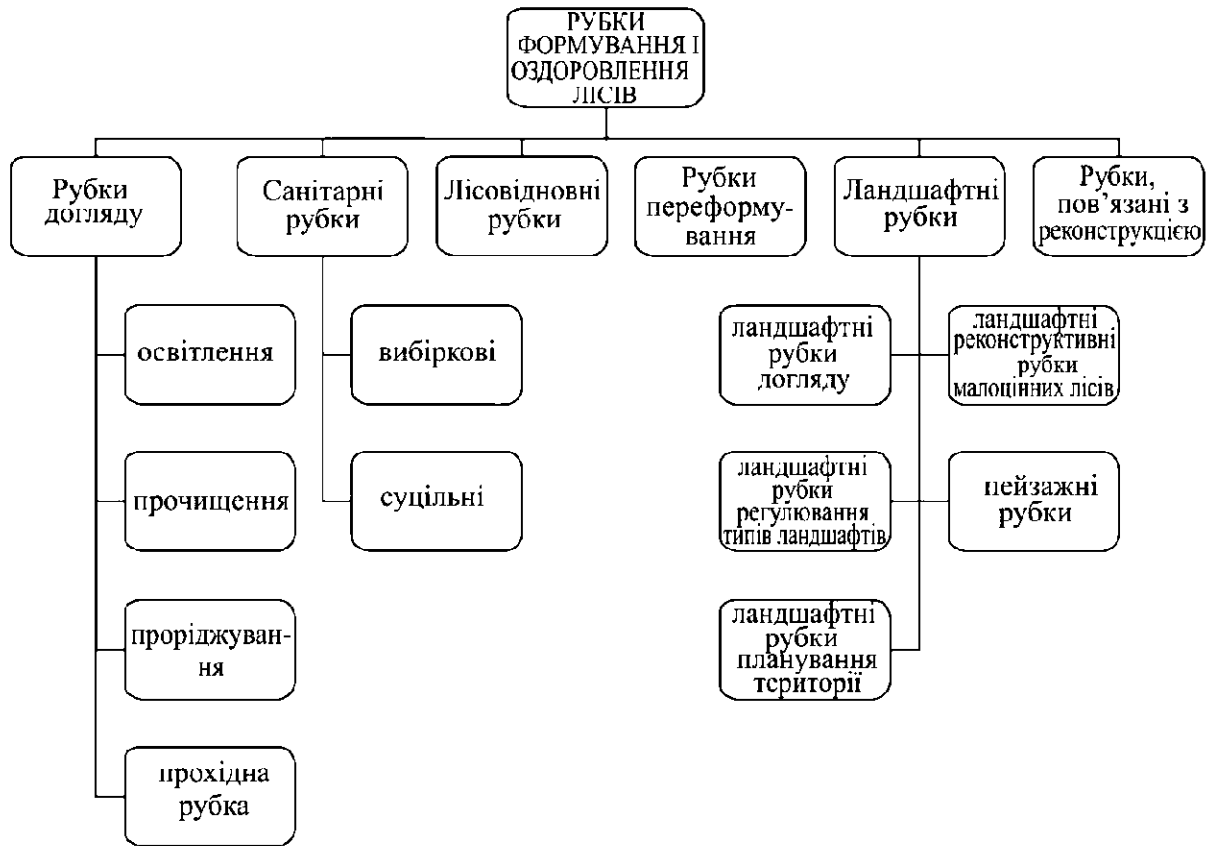 РУБКИ
ФОРМУВАННЯ І
ОЗДОРОВЛЕННЯ
ЛІСІВ
Рубки
догляду
Санітарні
рубки
Лісовідновні
рубки
Рубки
переформу-
вання
Ландшафтні
рубки
Рубки,
пов’язані з
реконструкцією
освітлення
прочищення
проріджуван-
ня
прохідна
рубка
вибіркові
суцільні
ландшафтні
рубки
догляду
ландшафтні
реконструктивні
рубки
малоцінних лісів
ландшафтні
рубки
регулювання
типів ландшафтів
пейзажні
рубки
ландшафтні
рубки
планування
території